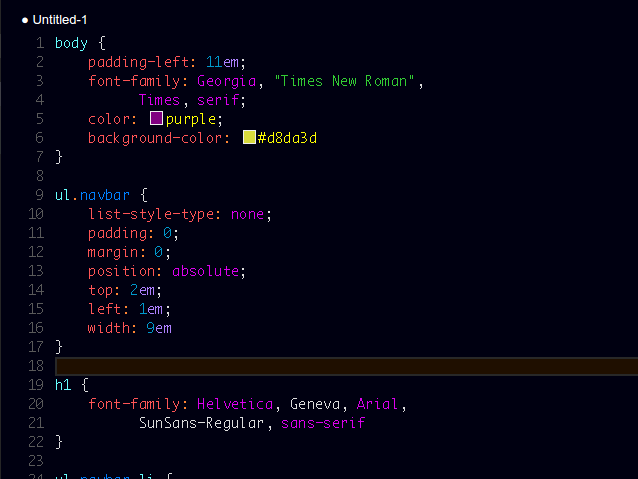 ● Untitled-1
1 body {
2 padding-left: 11em;
3 font-family: Georgia, "Times New Roman",
4 Times, serif;
5 color: purple;
6 background-color: #d8da3d
7 }
8
9 ul.navbar {
10 list-style-type: none;
11 padding: 0;
12 margin: 0;
13 position: absolute;
14 top: 2em;
15 left: 1em;
16 width: 9em
17 }
18
19 h1 {
20 font-family: Helvetica, Geneva, Arial,
21 SunSans-Regular, sans-serif
22 }
23
24 ul.navbar li {